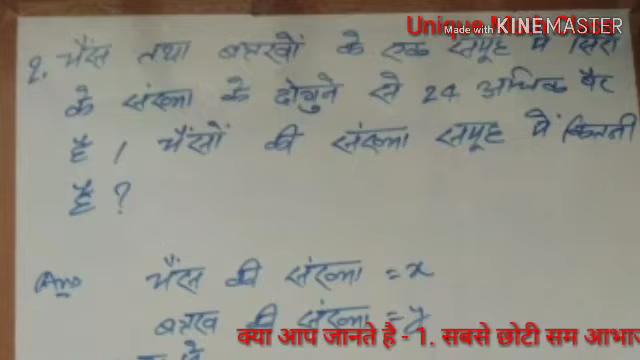 Unique
Made with KINEMASTER
2. भैंस तथा बत्तखों के एक समूह में सिरों
के संख्या के दोगुने से 24 अधिक पैर
है । भैंसों की संख्या समूह में कितनी
है ?
Ans भैंस की संख्या = x
बत्तख की संख्या = y
क्या आप जानते है - 1. सबसे छोटी सम आभाज